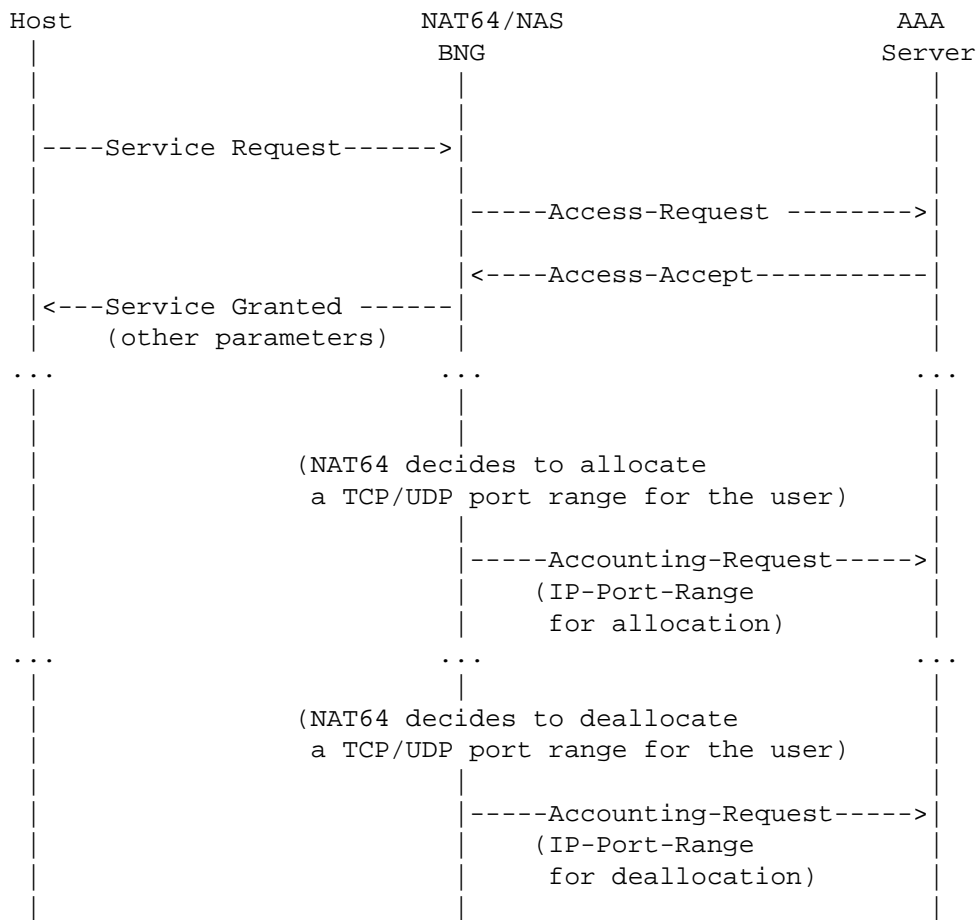 Host NAT64/NAS AAA
BNG Server
----Service Request------>
-----Access-Request -------->
<----Access-Accept-----------
<---Service Granted ------
(other parameters)
... ... ...
(NAT64 decides to allocate
a TCP/UDP port range for the user)
-----Accounting-Request----->
(IP-Port-Range
for allocation)
... ... ...
(NAT64 decides to deallocate
a TCP/UDP port range for the user)
-----Accounting-Request----->
(IP-Port-Range
for deallocation)